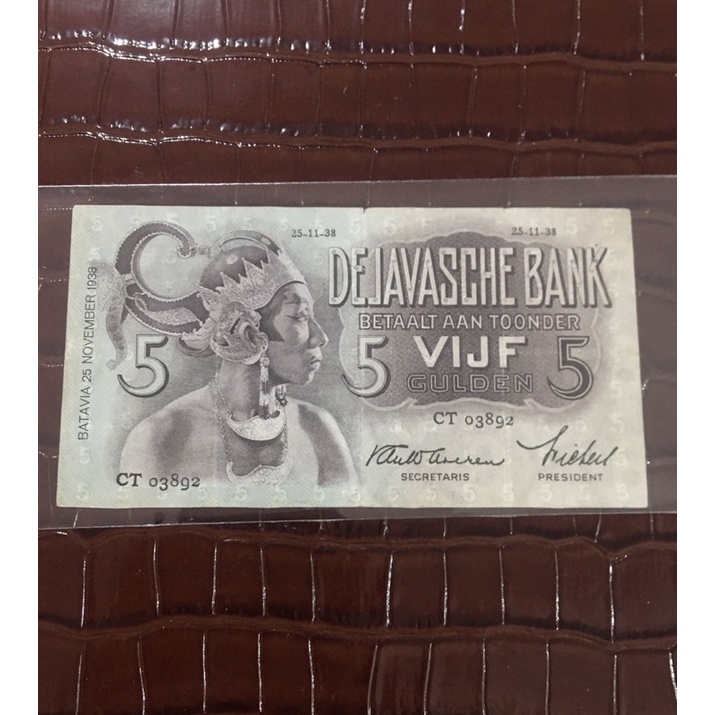 25-11-38
25-11-38
DE JAVASCHE BANK
BETAALT AAN TOONDER
5
5
VIJF
5
GULDEN
CT 03892
CT 03892
SECRETARIS
PRESIDENT
BATAVIA 25 NOVEMBER 1938